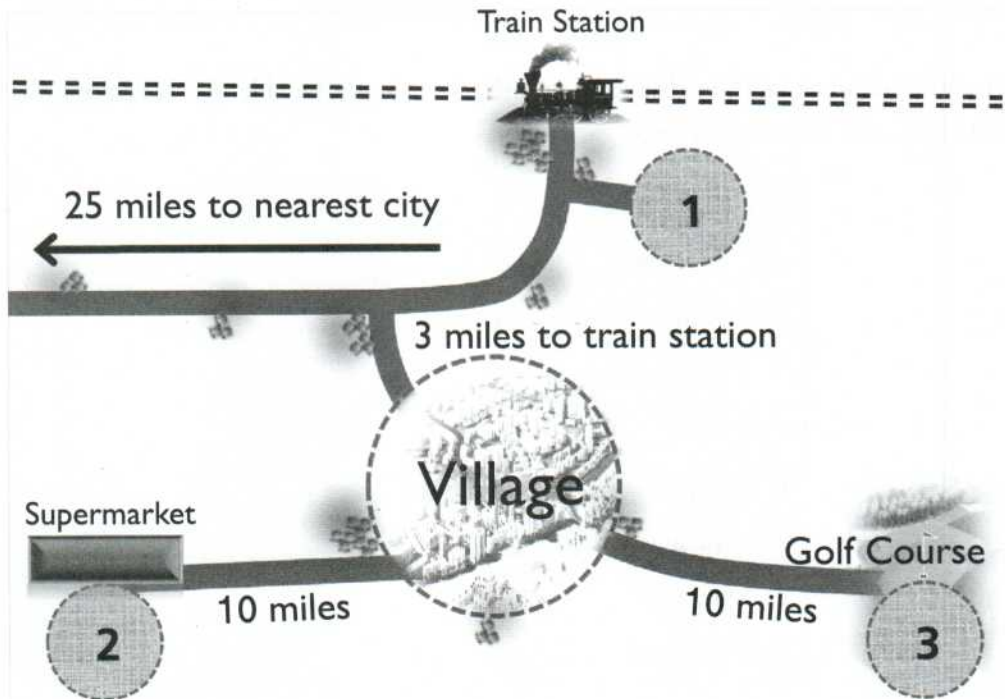 Train Station
1
25 miles to nearest city
3 miles to train station
Village
Supermarket
Golf Course
10 miles
10 miles
2
3